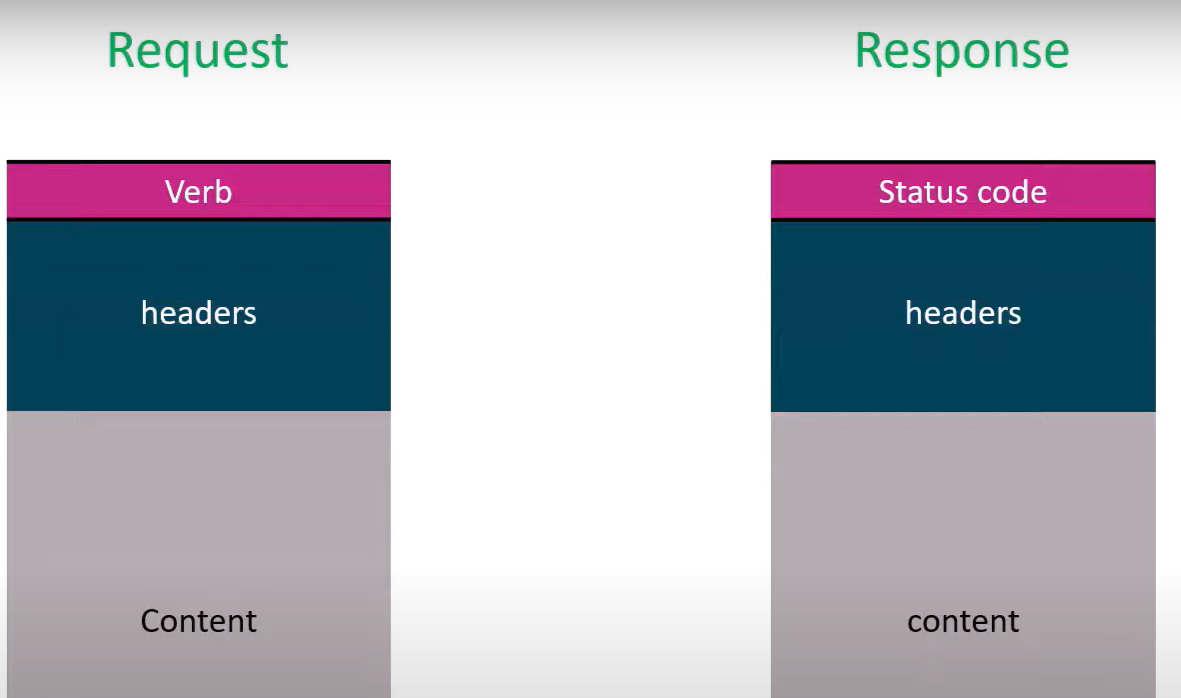 Request
Response
Verb
Status code
headers
headers
Content
content